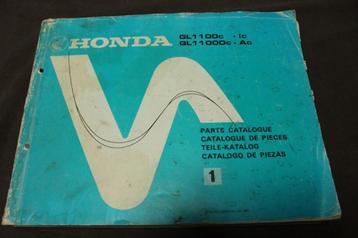 HONDA
GL1100c - Ic
GL1100Dc - Ac
PARTS CATALOGUE
CATALOGUE DE PIECES
TEILE-KATALOG
CATALOGO DE PIEZAS
1